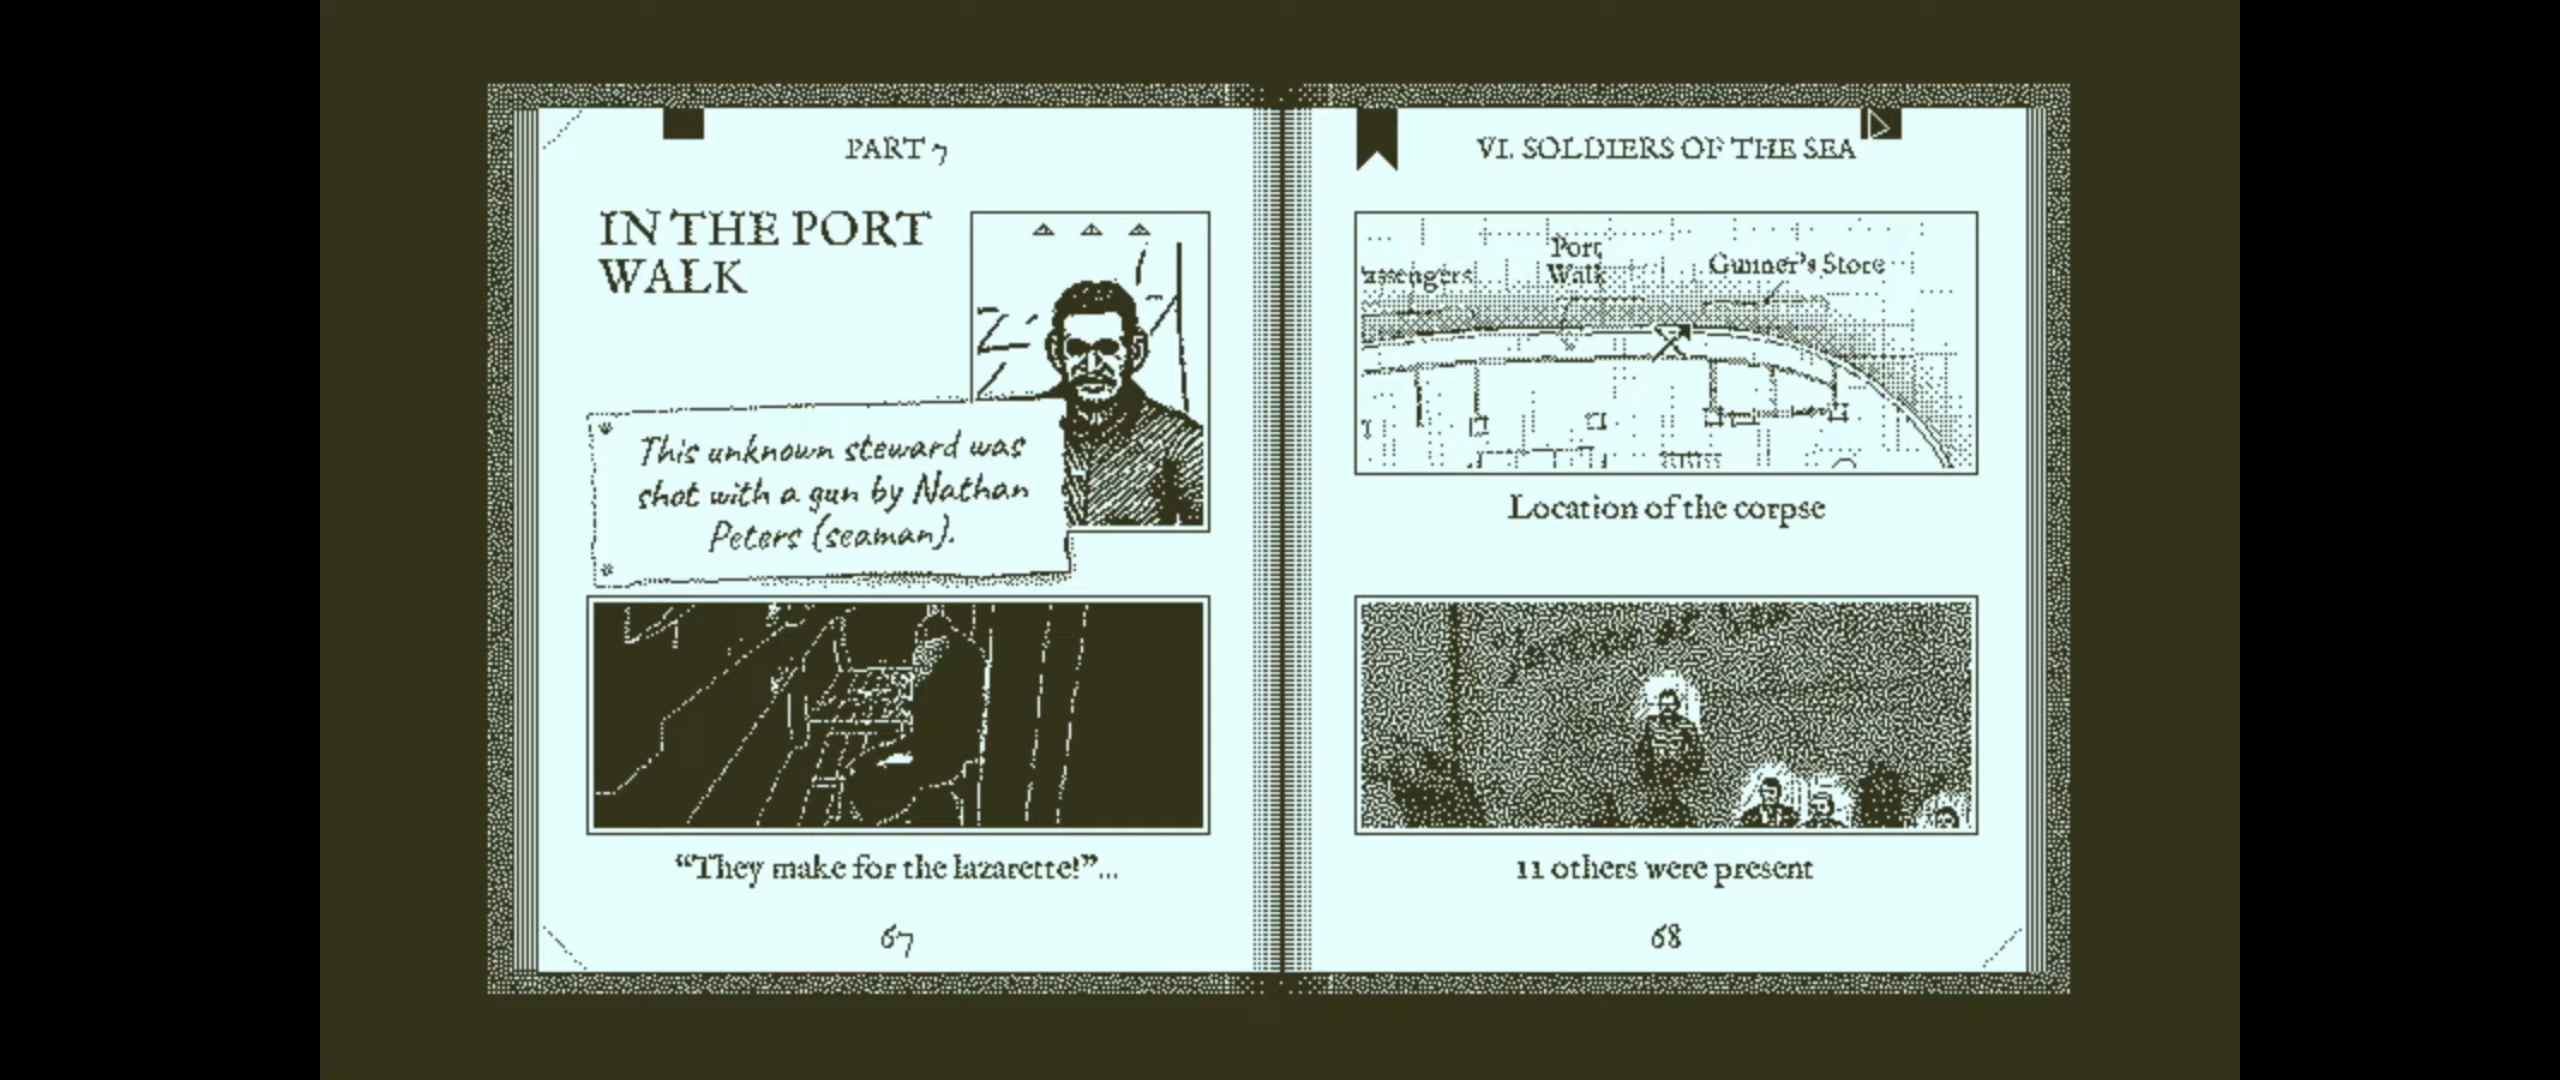 PART 7
IN THE PORT
WALK
This unknown steward was
shot with a gun by Nathan
Peters (seaman).
“They make for the lazarette!”...
67
VI. SOLDIERS OF THE SEA
Port
Walk
assengers
Gunner's Store
Location of the corpse
11 others were present
68